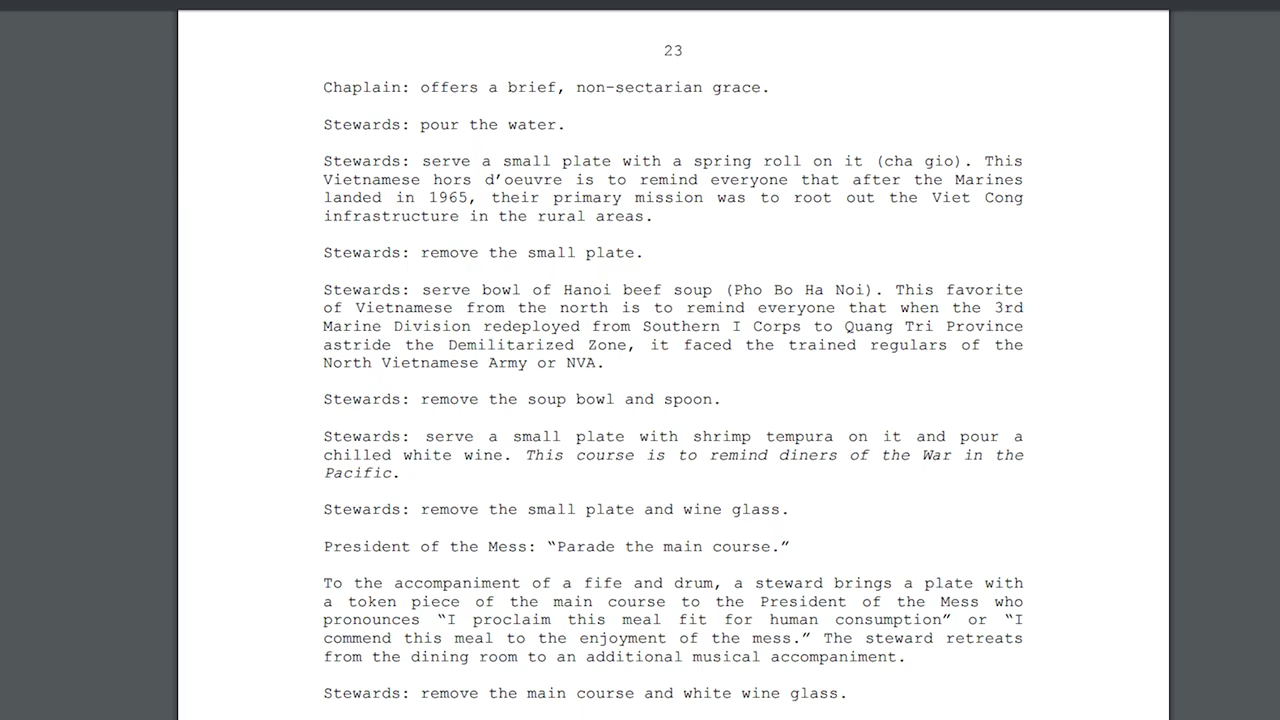 23
Chaplain: offers a brief, non-sectarian grace.
Stewards: pour the water.
Stewards: serve a small plate with a spring roll on it (cha gio). This
Vietnamese hors d’oeuvre is to remind everyone that after the Marines
landed in 1965, their primary mission was to root out the Viet Cong
infrastructure in the rural areas.
Stewards: remove the small plate.
Stewards: serve bowl of Hanoi beef soup (Pho Bo Ha Noi). This favorite
of Vietnamese from the north is to remind everyone that when the 3rd
Marine Division redeployed from Southern I Corps to Quang Tri Province
astride the Demilitarized Zone, it faced the trained regulars of the
North Vietnamese Army or NVA.
Stewards: remove the soup bowl and spoon.
Stewards: serve a small plate with shrimp tempura on it and pour a
chilled white wine. This course is to remind diners of the War in the
Pacific.
Stewards: remove the small plate and wine glass.
President of the Mess: “Parade the main course.”
To the accompaniment of a fife and drum, a steward brings a plate with
a token piece of the main course to the President of the Mess who
pronounces “I proclaim this meal fit for human consumption” or “I
commend this meal to the enjoyment of the mess.” The steward retreats
from the dining room to an additional musical accompaniment.
Stewards: remove the main course and white wine glass.